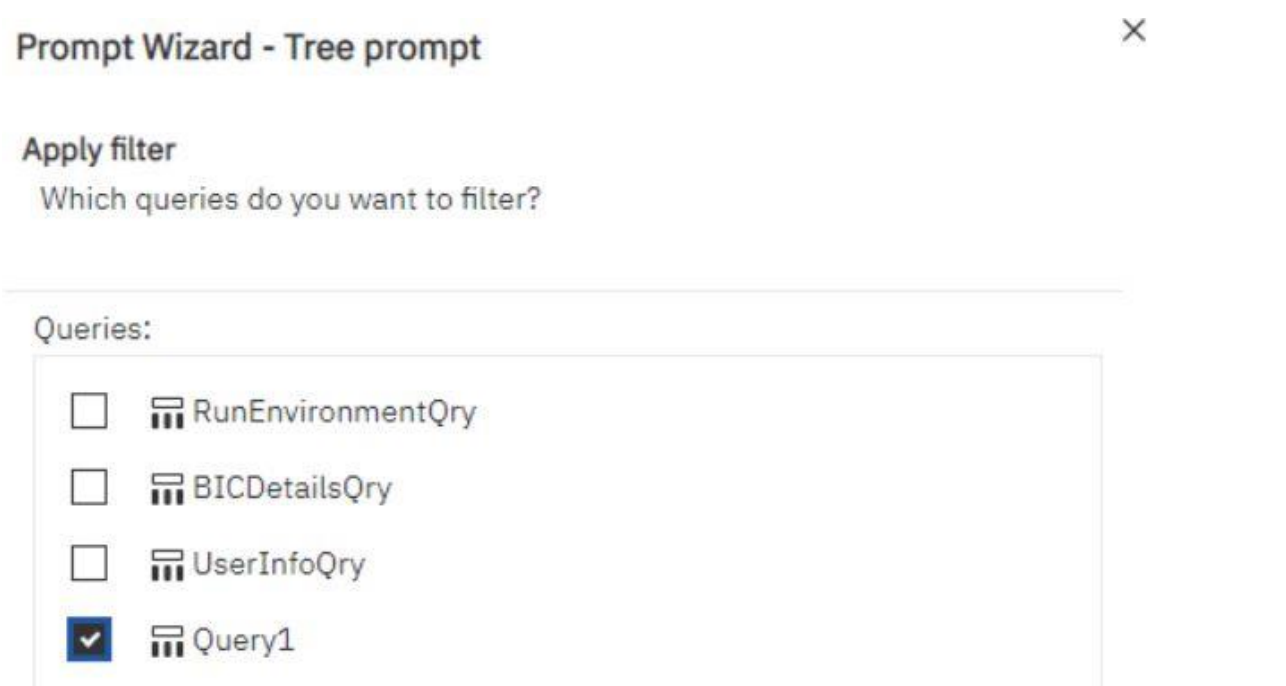 Prompt Wizard - Tree prompt
Apply filter
Which queries do you want to filter?
Queries:
RunEnvironmentQry
BICDetailsQry
UserInfoQry
Query1